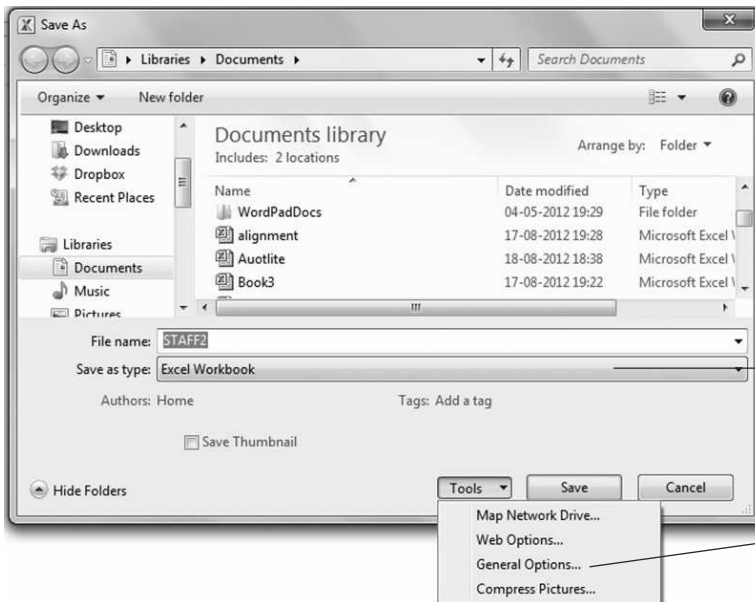 Save As
Libraries Documents Search Documents
Organize New folder
Desktop
Downloads
Dropbox
Recent Places
Libraries
Documents
Music
Pictures
Documents library
Includes: 2 locations
Arrange by: Folder
Name Date modified Type
WordPadDocs 04-05-2012 19:29 File folder
alignment 17-08-2012 19:28 Microsoft Excel
Auotlite 18-08-2012 18:38 Microsoft Excel
Book3 17-08-2012 19:22 Microsoft Excel
File name: STAFF2
Save as type: Excel Workbook
Authors: Home Tags: Add a tag
Save Thumbnail
Hide Folders Tools Save Cancel
Map Network Drive...
Web Options...
General Options...
Compress Pictures...